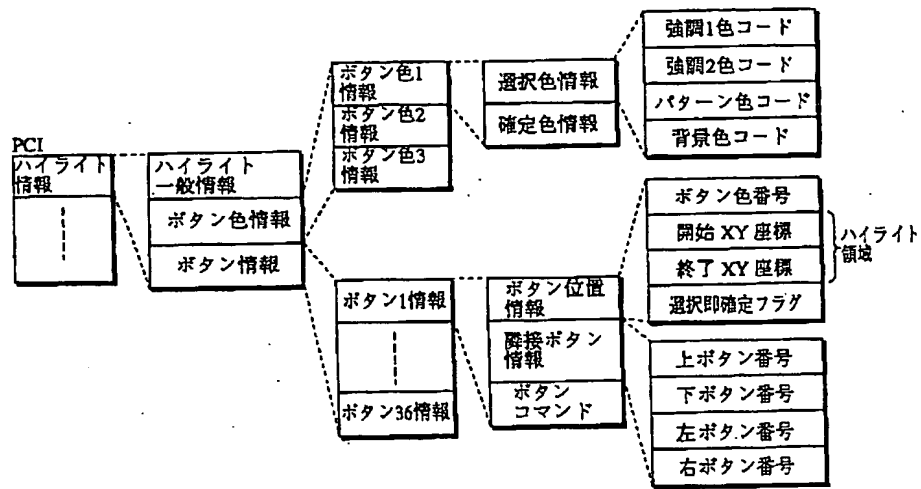 PCI
ハイライト
情報
ハイライト
一般情報
ボタン色情報
ボタン情報
ボタン色1
情報
ボタン色2
情報
ボタン色3
情報
選択色情報
確定色情報
強調1色コード
強調2色コード
パターン色コード
背景色コード
ボタン1情報
ボタン36情報
ボタン位置
情報
隣接ボタン
情報
ボタン
コマンド
ボタン色番号
開始 XY 座標
終了 XY 座標
選択即確定フラグ
ハイライト
領域
上ボタン番号
下ボタン番号
左ボタン番号
右ボタン番号